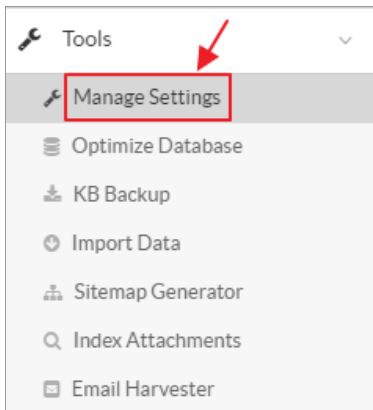 Tools
Manage Settings
Optimize Database
KB Backup
Import Data
Sitemap Generator
Index Attachments
Email Harvester